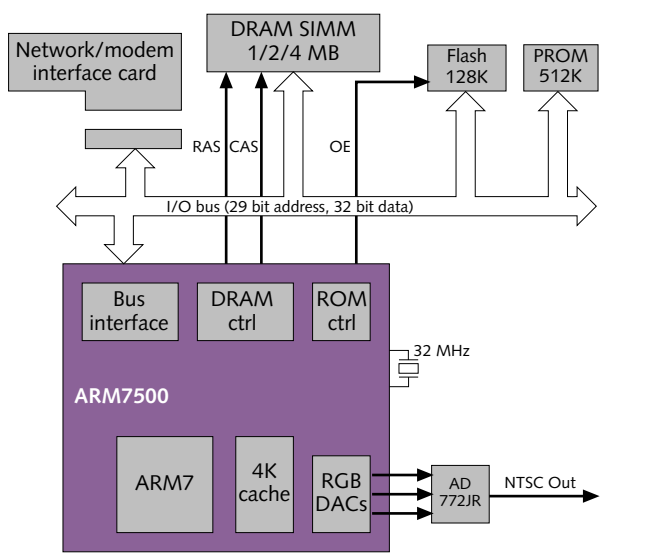 Network/modem
interface card
DRAM SIMM
1/2/4 MB
Flash
128K
PROM
512K
RAS
CAS
OE
I/O bus (29 bit address, 32 bit data)
Bus
interface
DRAM
ctrl
ROM
ctrl
32 MHz
ARM7500
ARM7
4K
cache
RGB
DACs
AD
772JR
NTSC Out